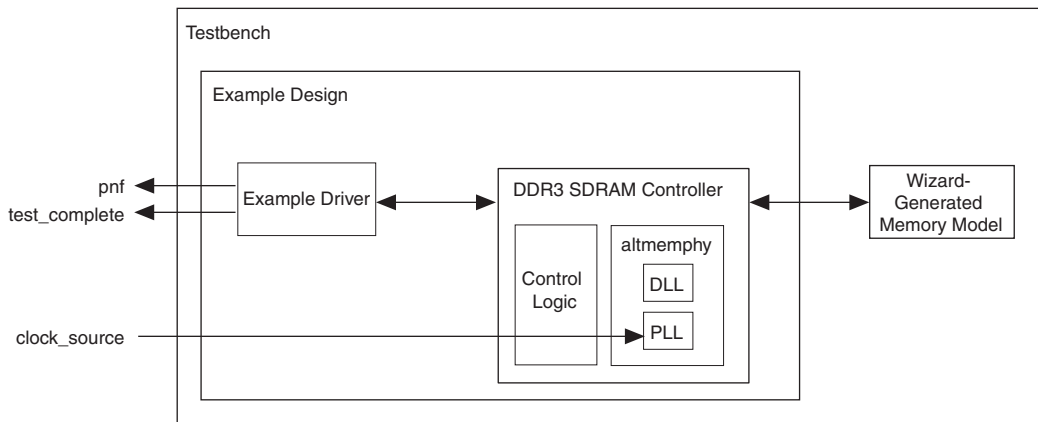 Testbench
Example Design
pnf
test_complete
Example Driver
DDR3 SDRAM Controller
Wizard-
Generated
Memory Model
Control
Logic
altmemphy
DLL
PLL
clock_source